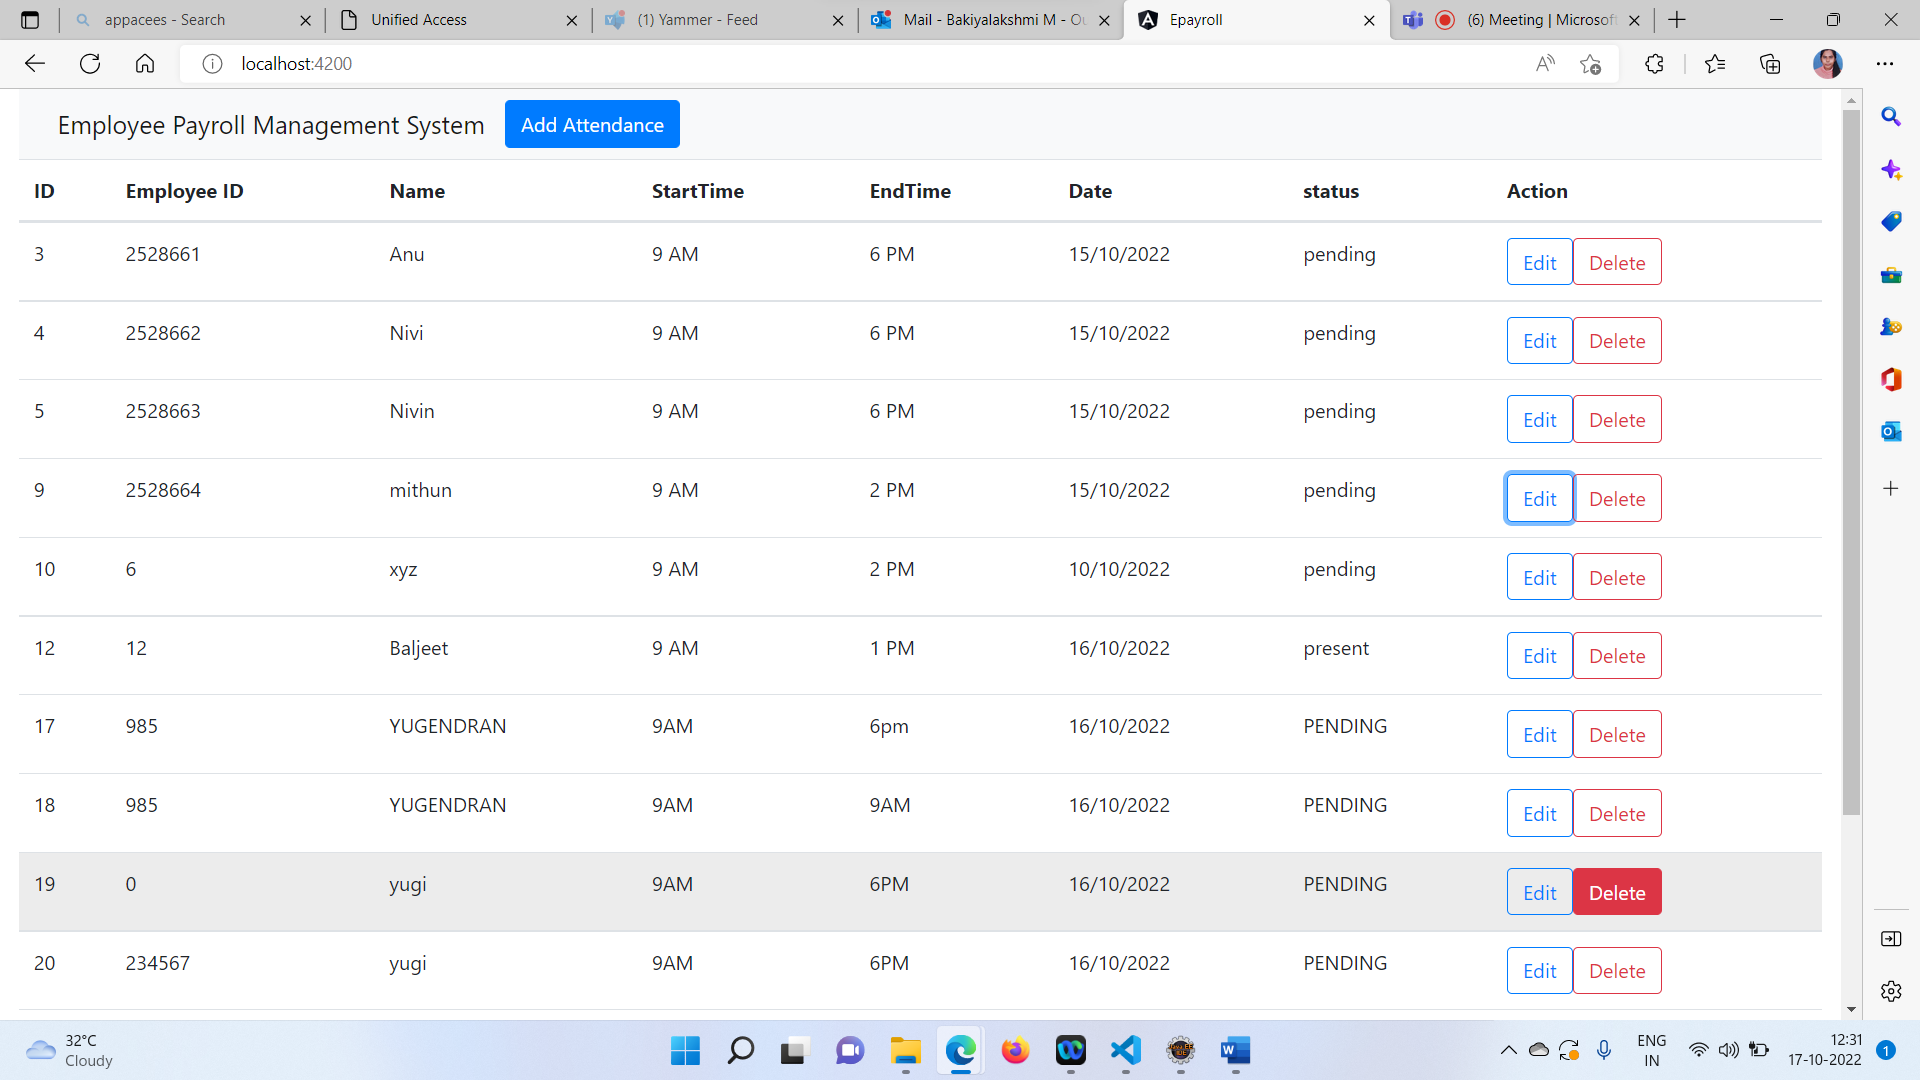 appacees - Search
Unified Access
(1) Yammer - Feed
Mail - Bakiyalakshmi M - Ou
Epayroll
(6) Meeting | Microsoft
localhost:4200
Employee Payroll Management System Add Attendance
ID Employee ID Name StartTime EndTime Date status Action
3 2528661 Anu 9 AM 6 PM 15/10/2022 pending Edit Delete
4 2528662 Nivi 9 AM 6 PM 15/10/2022 pending Edit Delete
5 2528663 Nivin 9 AM 6 PM 15/10/2022 pending Edit Delete
9 2528664 mithun 9 AM 2 PM 15/10/2022 pending Edit Delete
10 6 xyz 9 AM 2 PM 10/10/2022 pending Edit Delete
12 12 Baljeet 9 AM 1 PM 16/10/2022 present Edit Delete
17 985 YUGENDRAN 9AM 6pm 16/10/2022 PENDING Edit Delete
18 985 YUGENDRAN 9AM 9AM 16/10/2022 PENDING Edit Delete
19 0 yugi 9AM 6PM 16/10/2022 PENDING Edit Delete
20 234567 yugi 9AM 6PM 16/10/2022 PENDING Edit Delete
32°C
Cloudy
ENG
IN
12:31
17-10-2022
1